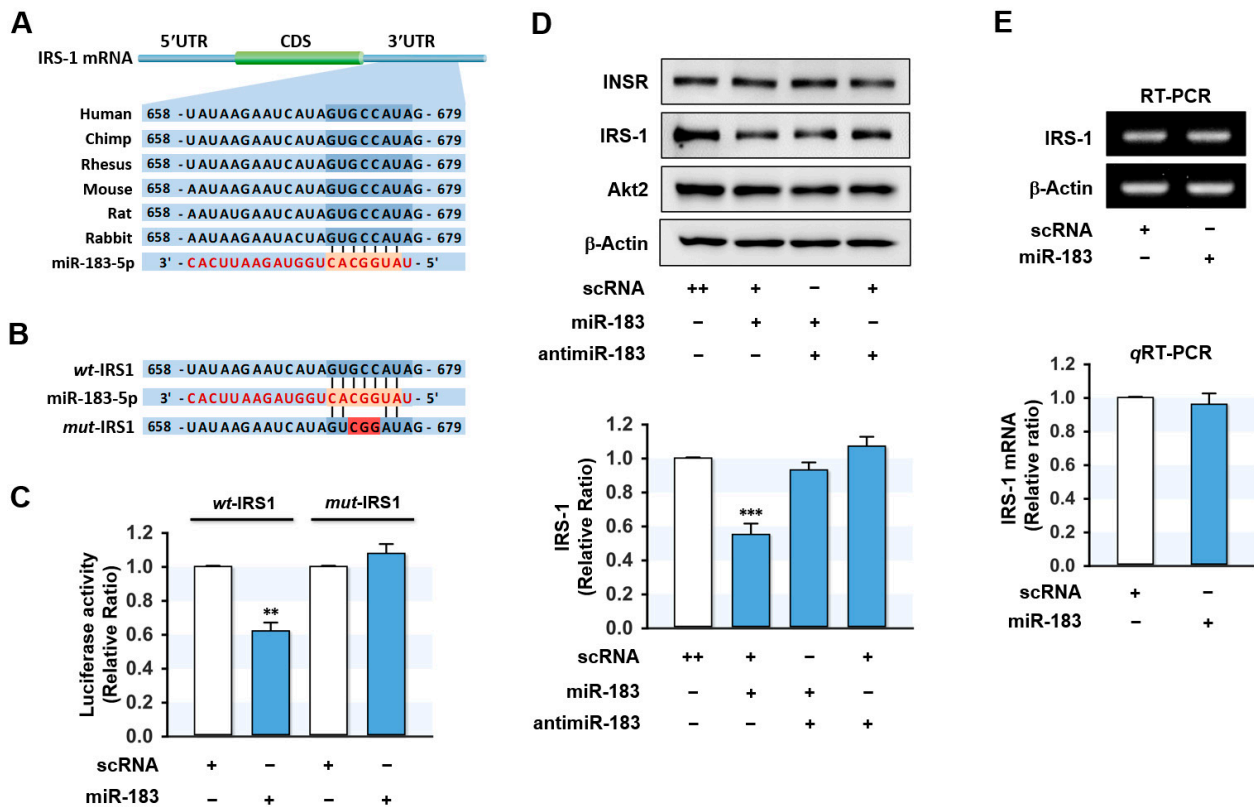 A
5′UTR CDS 3′UTR
IRS-1 mRNA
Human 658 - UAUAAGAAUCAUAGUGCCAUAG - 679
Chimp 658 - UAUAAGAAUCAUAGUGCCAUAG - 679
Rhesus 658 - UAUAAGAAUCAUAGUGCCAUAG - 679
Mouse 658 - AAUAAGAAUCAUAGUGCCAUAG - 679
Rat 658 - AAUAUGAAUCAUAGUGCCAUAG - 679
Rabbit 658 - AAUAAGAAUACUAGUGCCAUAG - 679
miR-183-5p 3' - CACUUAAGAUGGUCACGGUAU - 5'
B
wt-IRS1 658 - UAUAAGAAUCAUAGUGCCAUAG - 679
miR-183-5p 3' - CACUUAAGAUGGUCACGGUAU - 5'
mut-IRS1 658 - UAUAAGAAUCAUAGUCGGAUAG - 679
C
wt-IRS1 mut-IRS1
Luciferase activity
(Relative Ratio)
1.2
1.0
0.8
0.6
0.4
0.2
0.0
**
scRNA + – + –
miR-183 – + – +
D
INSR
IRS-1
Akt2
β-Actin
scRNA ++ + – +
miR-183 – + + –
antimiR-183 – – + +
IRS-1
(Relative Ratio)
1.2
1.0
0.8
0.6
0.4
0.2
0.0
***
scRNA ++ + – +
miR-183 – + + –
antimiR-183 – – + +
E
RT-PCR
IRS-1
β-Actin
scRNA + –
miR-183 – +
qRT-PCR
IRS-1 mRNA
(Relative ratio)
1.2
1.0
0.8
0.6
0.4
0.2
0.0
scRNA + –
miR-183 – +